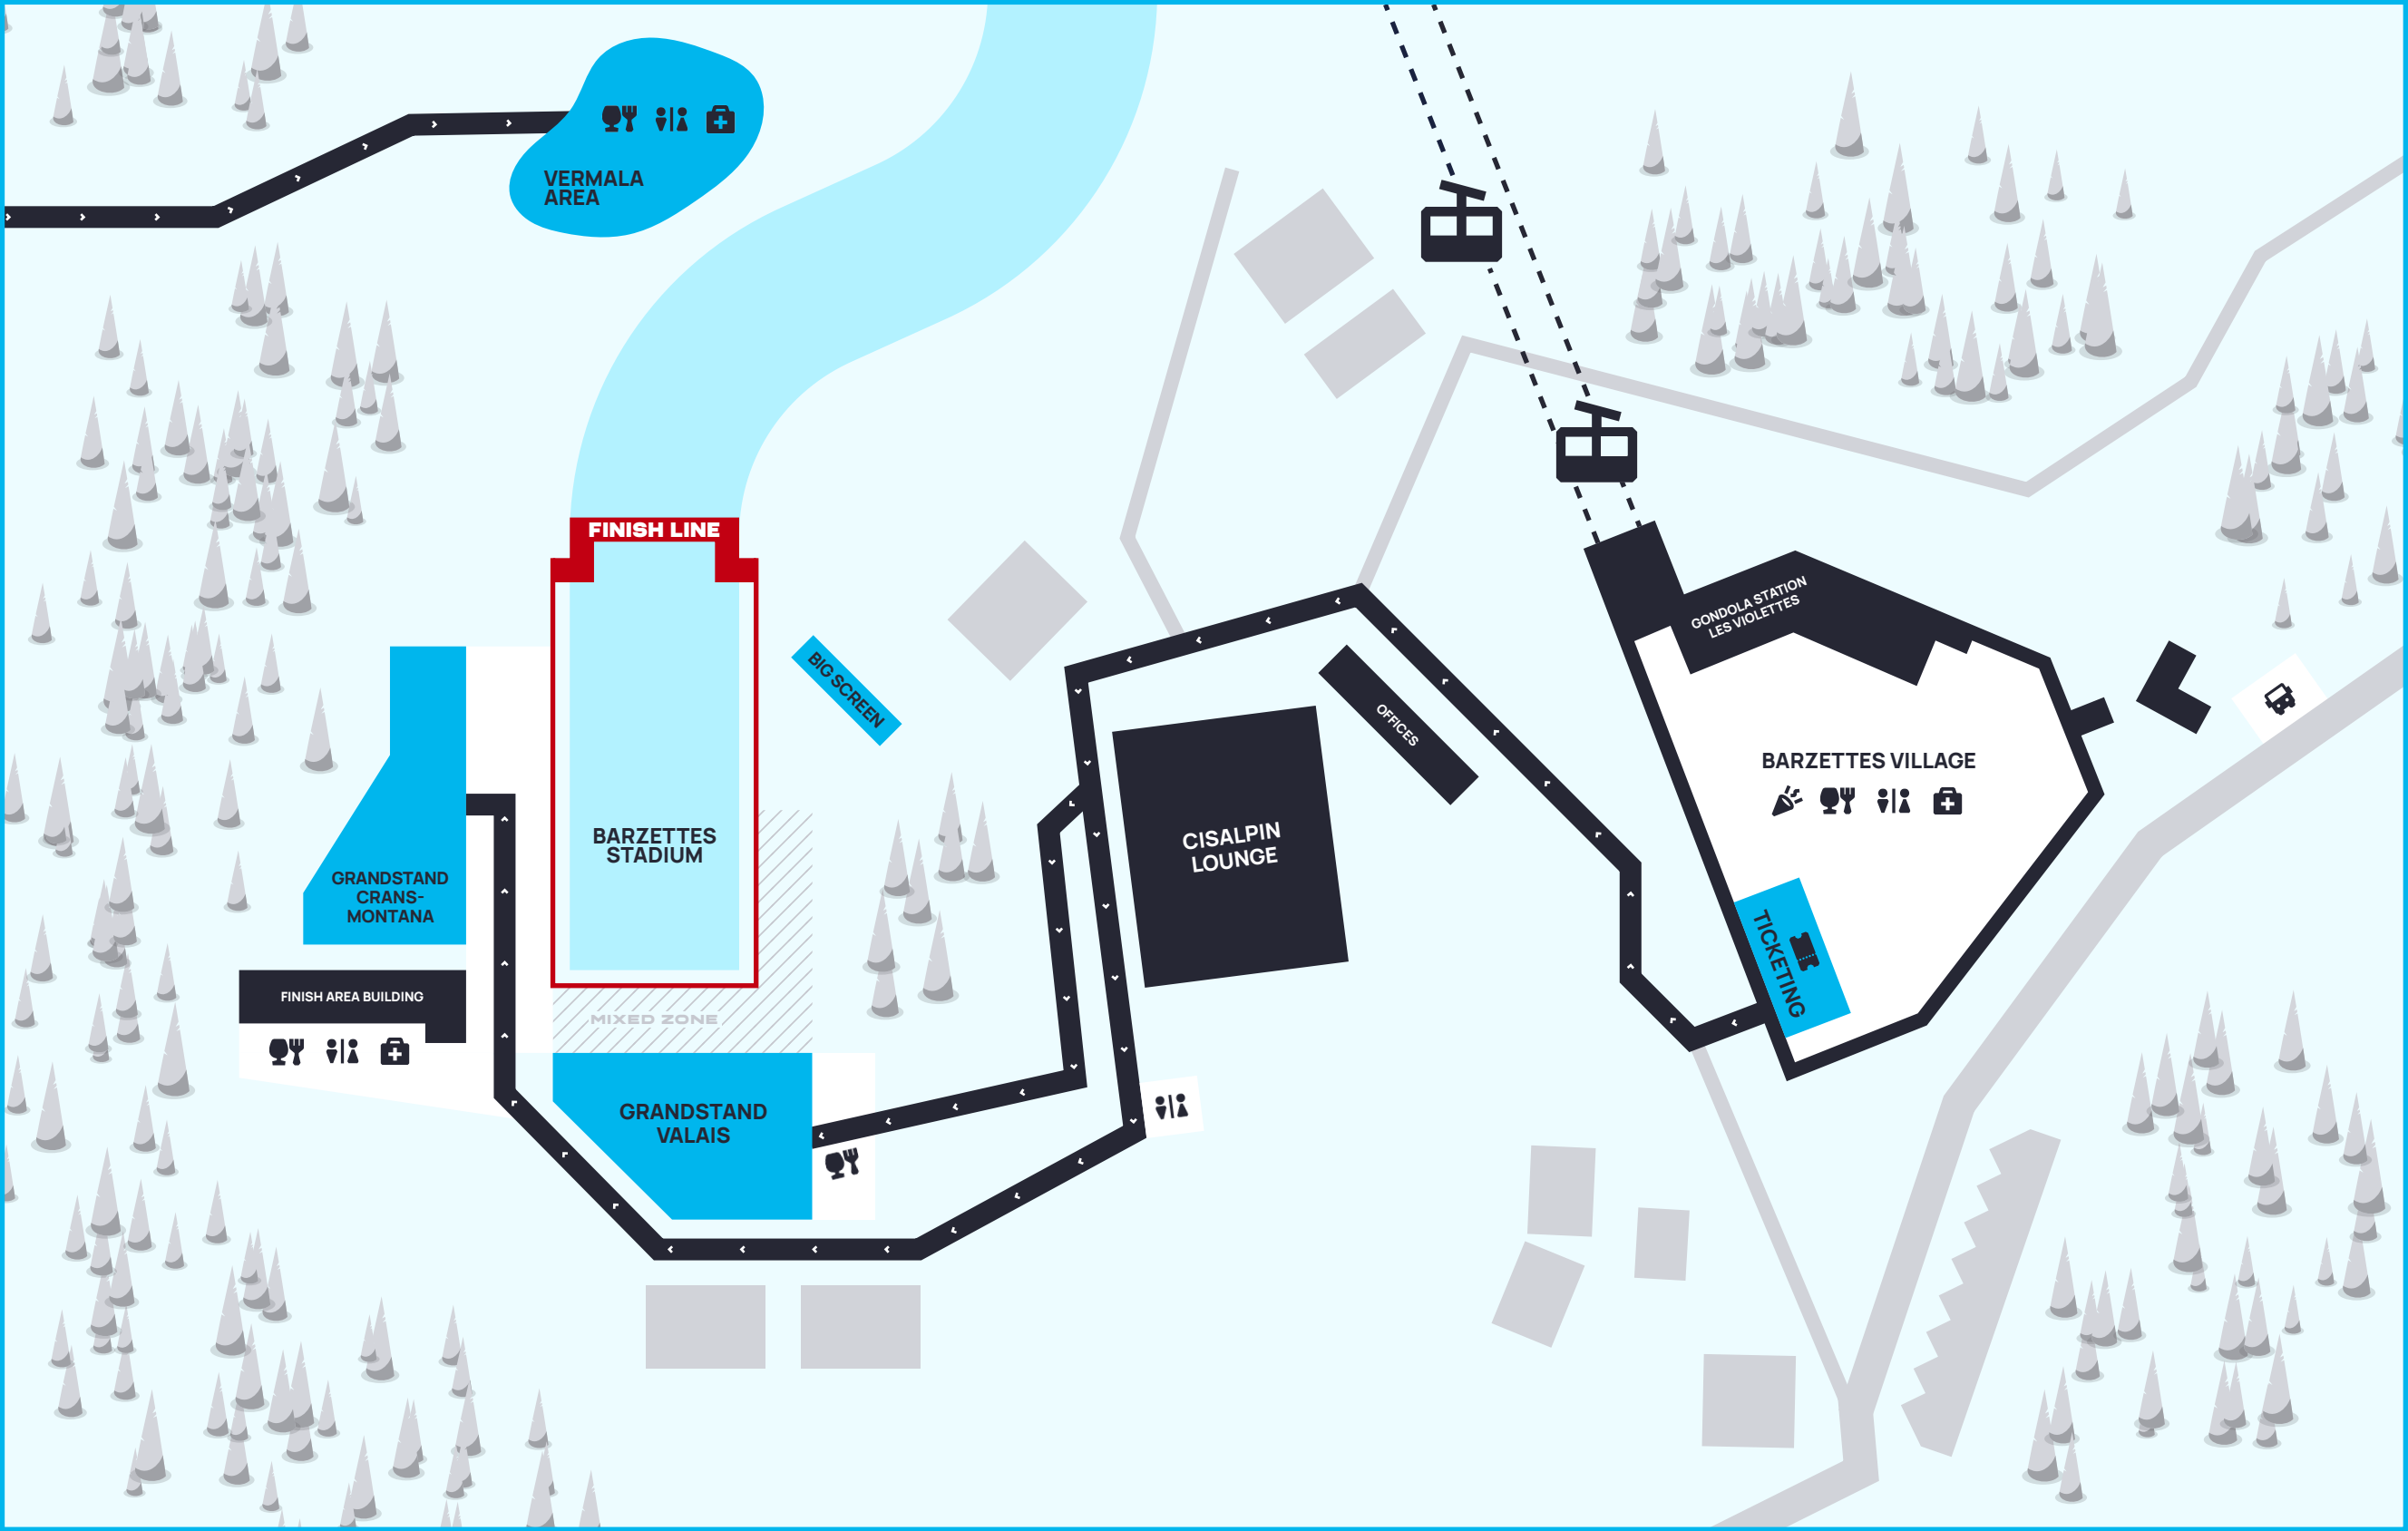 VERMALA
AREA
FINISH LINE
GONDOLA STATION
LES VIOLETTES
BIG SCREEN
OFFICES
BARZETTES VILLAGE
BARZETTES
STADIUM
CISALPIN
LOUNGE
GRANDSTAND
CRANS-
MONTANA
TICKETING
FINISH AREA BUILDING
MIXED ZONE
GRANDSTAND
VALAIS